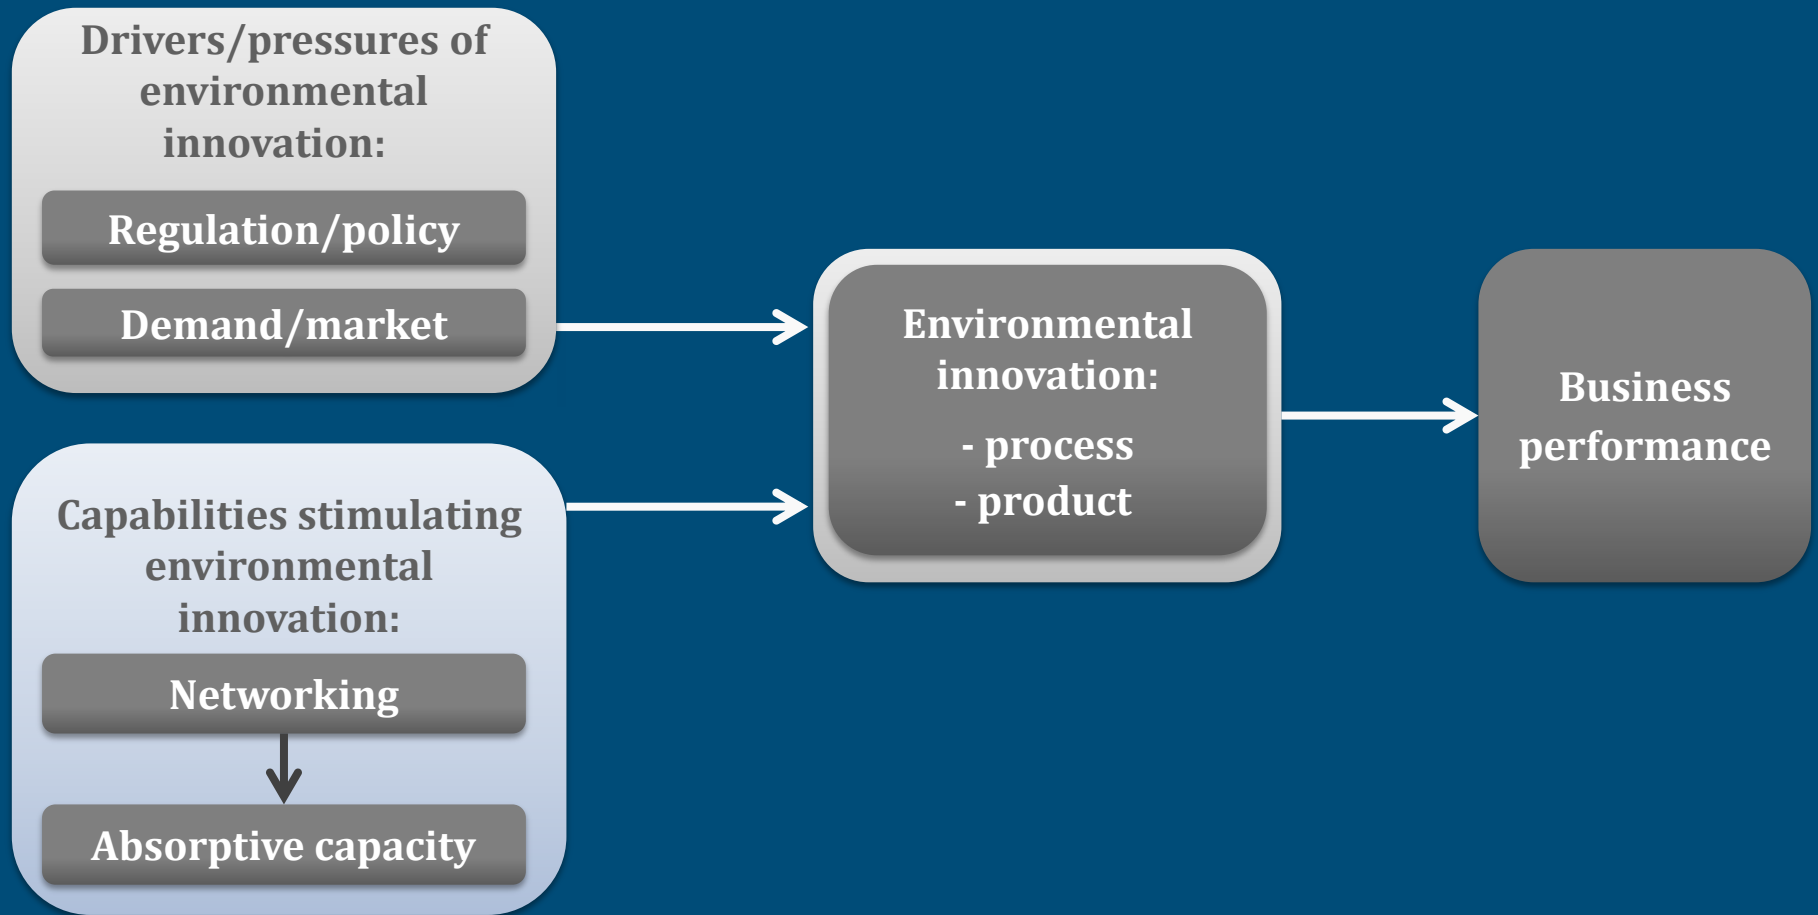 Drivers/pressures of
environmental
innovation:
Regulation/policy
Demand/market
Capabilities stimulating
environmental
innovation:
Networking
Absorptive capacity
Environmental
innovation:
- process
- product
Business
performance